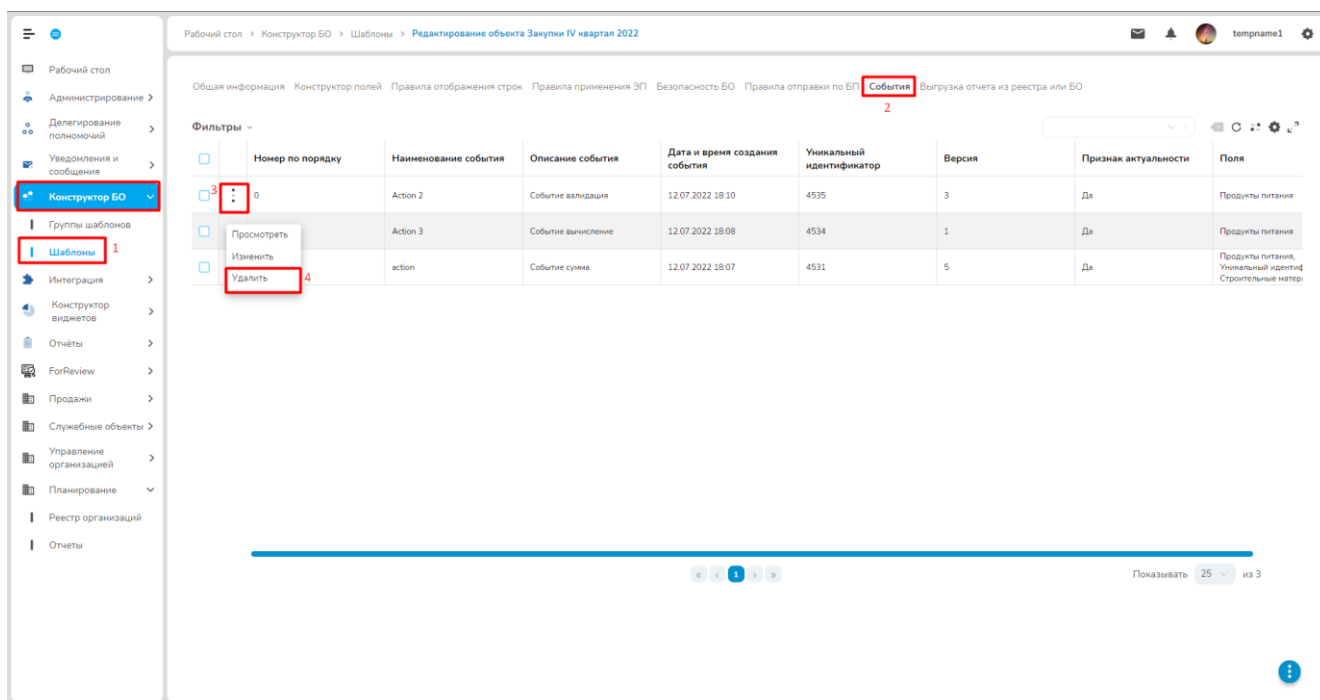 Рабочий стол > Конструктор БО > Шаблоны > Редактирование объекта Закупки IV квартал 2022
tempname1
Рабочий стол
Администрирование
Делегирование
полномочий
Уведомления и
сообщения
Конструктор БО
Группы шаблонов
Шаблоны
1
Интеграция
Конструктор
виджетов
Отчёты
ForReview
Продажи
Служебные объекты
Управление
организацией
Планирование
Реестр организаций
Отчеты
Общая информация Конструктор полей Правила отображения строк Правила применения ЭП Безопасность БО Правила отправки по БП События Выгрузка отчета из реестра или БО
2
Фильтры
Номер по порядку Наименование события Описание события Дата и время создания события Уникальный идентификатор Версия Признак актуальности Поля
3 0 Action 2 Событие валидация 12.07.2022 18:10 4535 3 Да Продукты питания
Action 3 Событие вычисление 12.07.2022 18:08 4534 1 Да Продукты питания
action Событие сумма 12.07.2022 18:07 4531 5 Да Продукты питания,
Уникальный идентиф
Строительные матер
Просмотреть
Изменить
Удалить 4
« ‹ 1 › »
Показывать 25 из 3